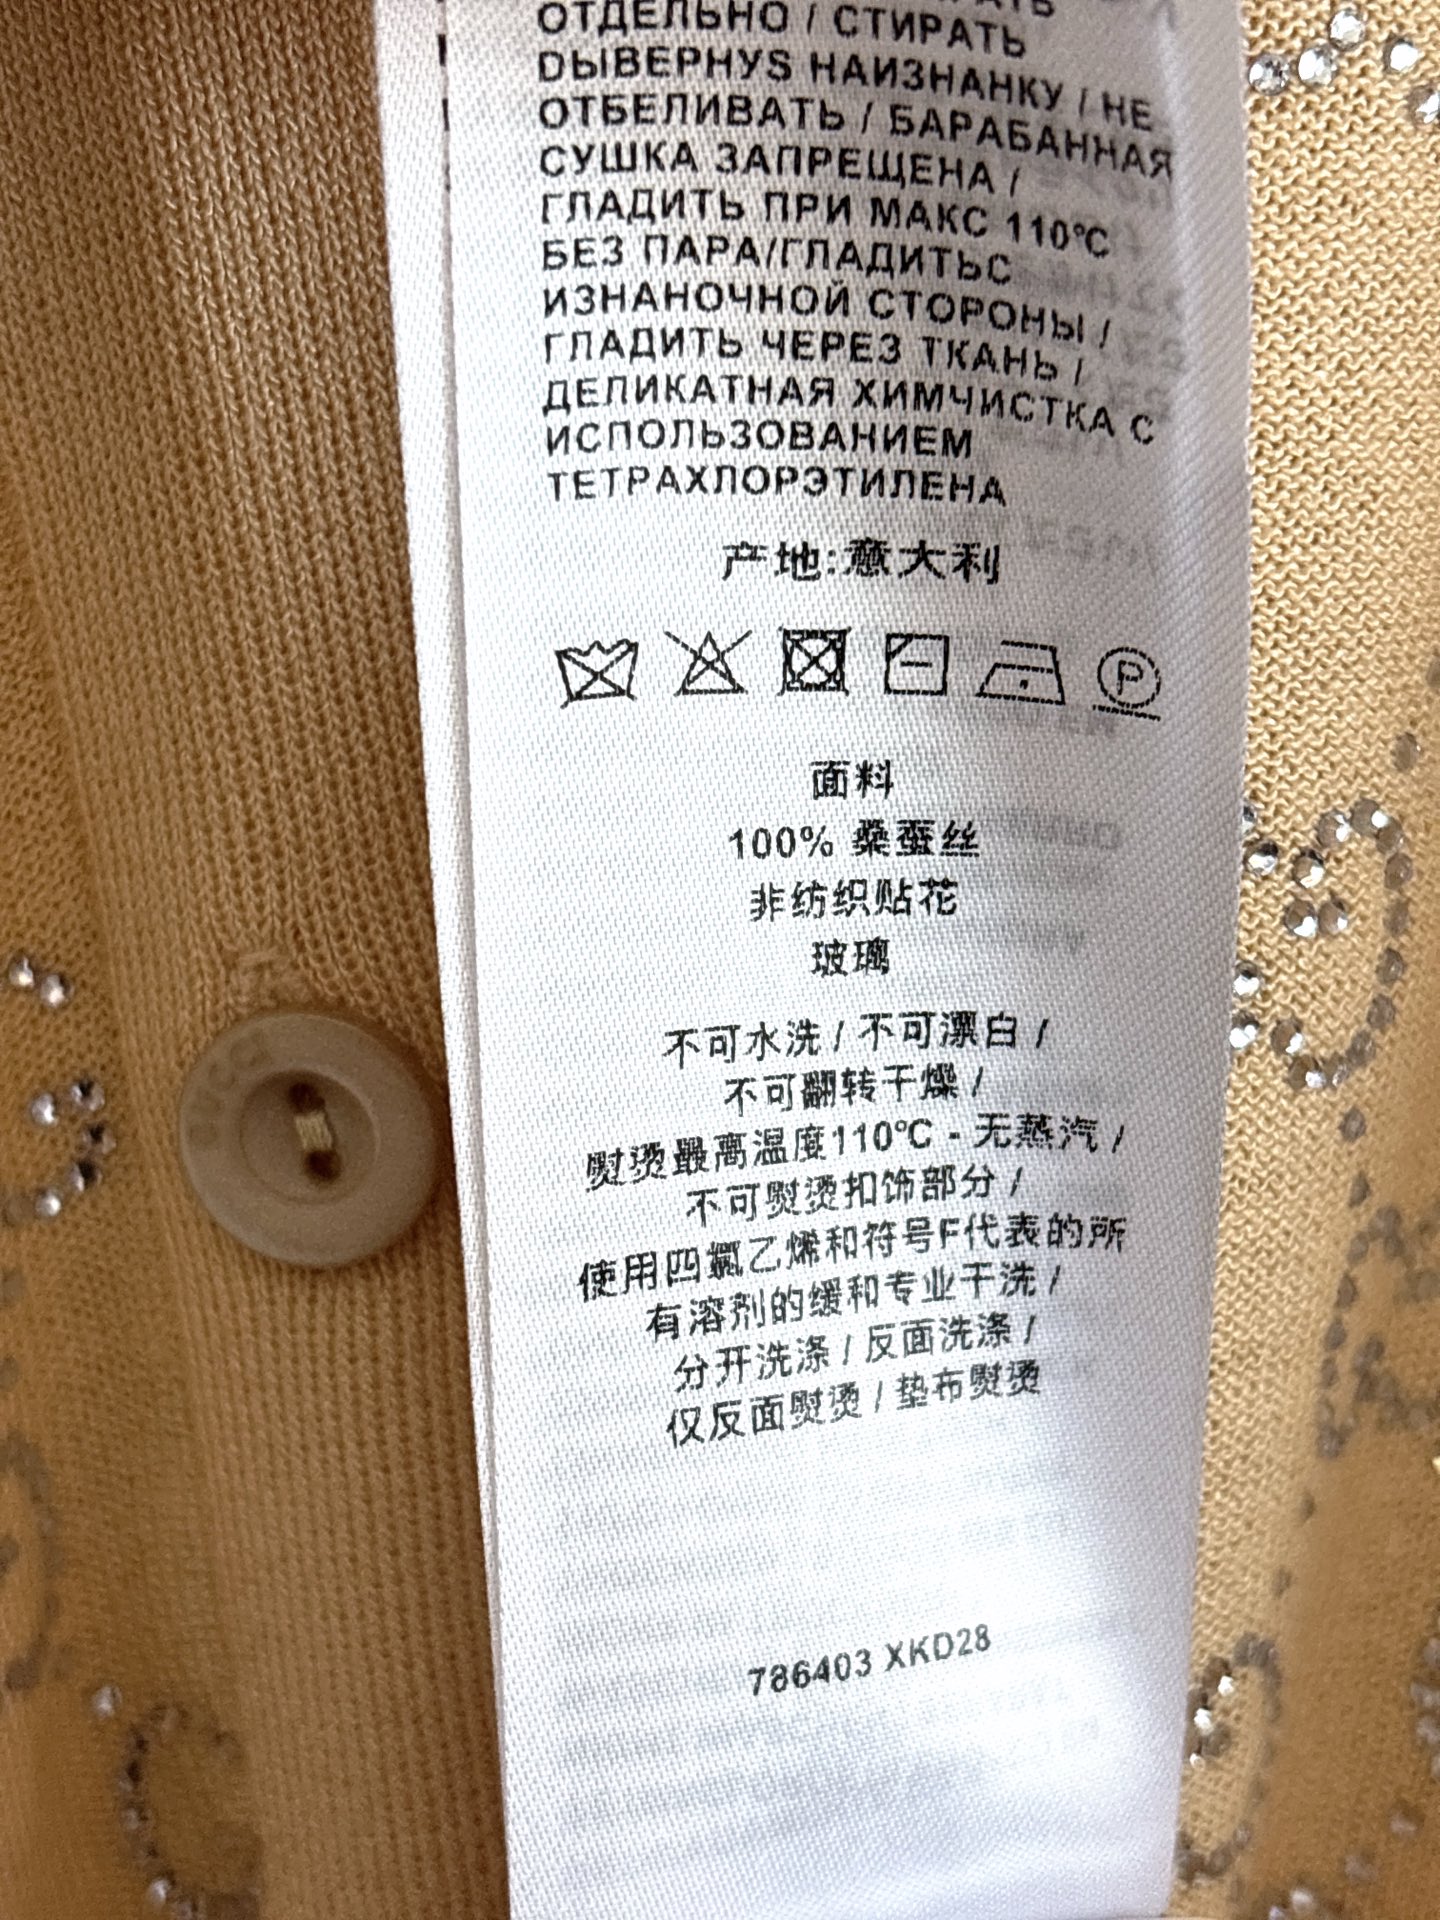 ОТДЕЛЬНО / СТИРАТЬ
DЫВЕРНУS НАИЗНАНКУ / НЕ
ОТБЕЛИВАТЬ / БАРАБАННАЯ
СУШКА ЗАПРЕЩЕНА /
ГЛАДИТЬ ПРИ МАКС 110°C
БЕЗ ПАРА/ГЛАДИТЬС
ИЗНАНОЧНОЙ СТОРОНЫ /
ГЛАДИТЬ ЧЕРЕЗ ТКАНЬ /
ДЕЛИКАТНАЯ ХИМЧИСТКА С
ИСПОЛЬЗОВАНИЕМ
ТЕТРАХЛОРЭТИЛЕНА
产地:意大利
P
面料
100% 桑蚕丝
非纺织贴花
玻璃
不可水洗 / 不可漂白 /
不可翻转干燥 /
熨烫最高温度110°C - 无蒸汽 /
不可熨烫扣饰部分 /
使用四氯乙烯和符号F代表的所
有溶剂的缓和专业干洗 /
分开洗涤 / 反面洗涤 /
仅反面熨烫 / 垫布熨烫
786403 XKD28